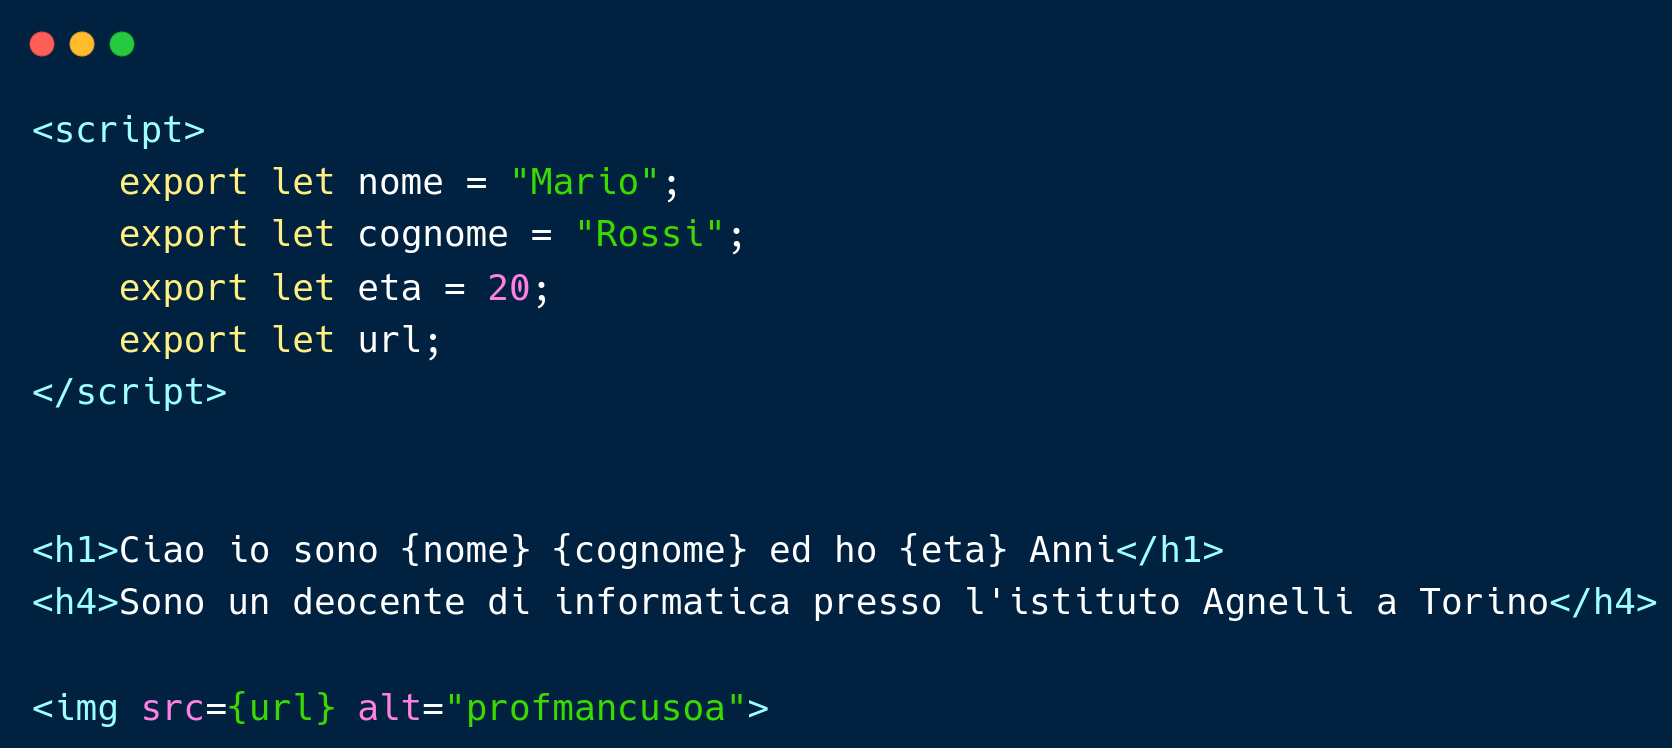 <script>
    export let nome = "Mario";
    export let cognome = "Rossi";
    export let eta = 20;
    export let url;
</script>
<h1>Ciao io sono {nome} {cognome} ed ho {eta} Anni</h1>
<h4>Sono un deocente di informatica presso l'istituto Agnelli a Torino</h4>
<img src={url} alt="profmancusoa">